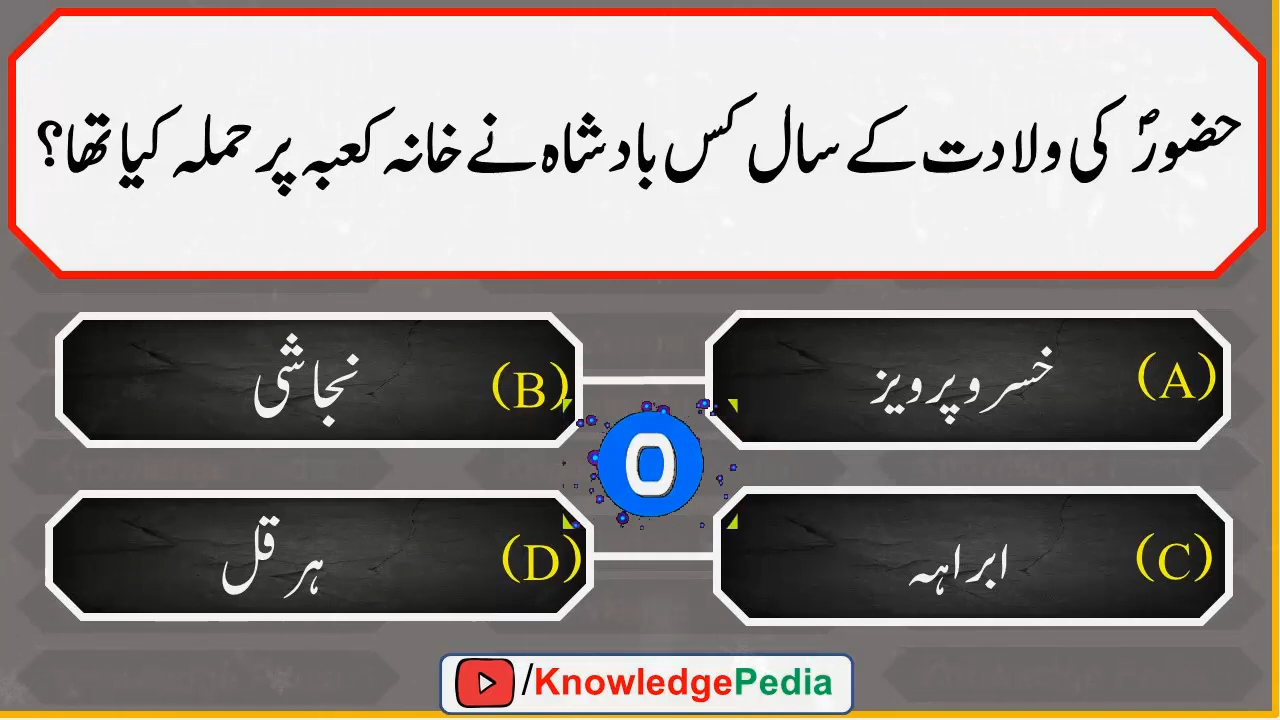 حضورؐ کی ولادت کے سال کس بادشاہ نے خانہ کعبہ پر حملہ کیا تھا؟
(A) خسرو پرویز
(B) نجاشی
(C) ابراہہ
(D) ہرقل
0
/KnowledgePedia